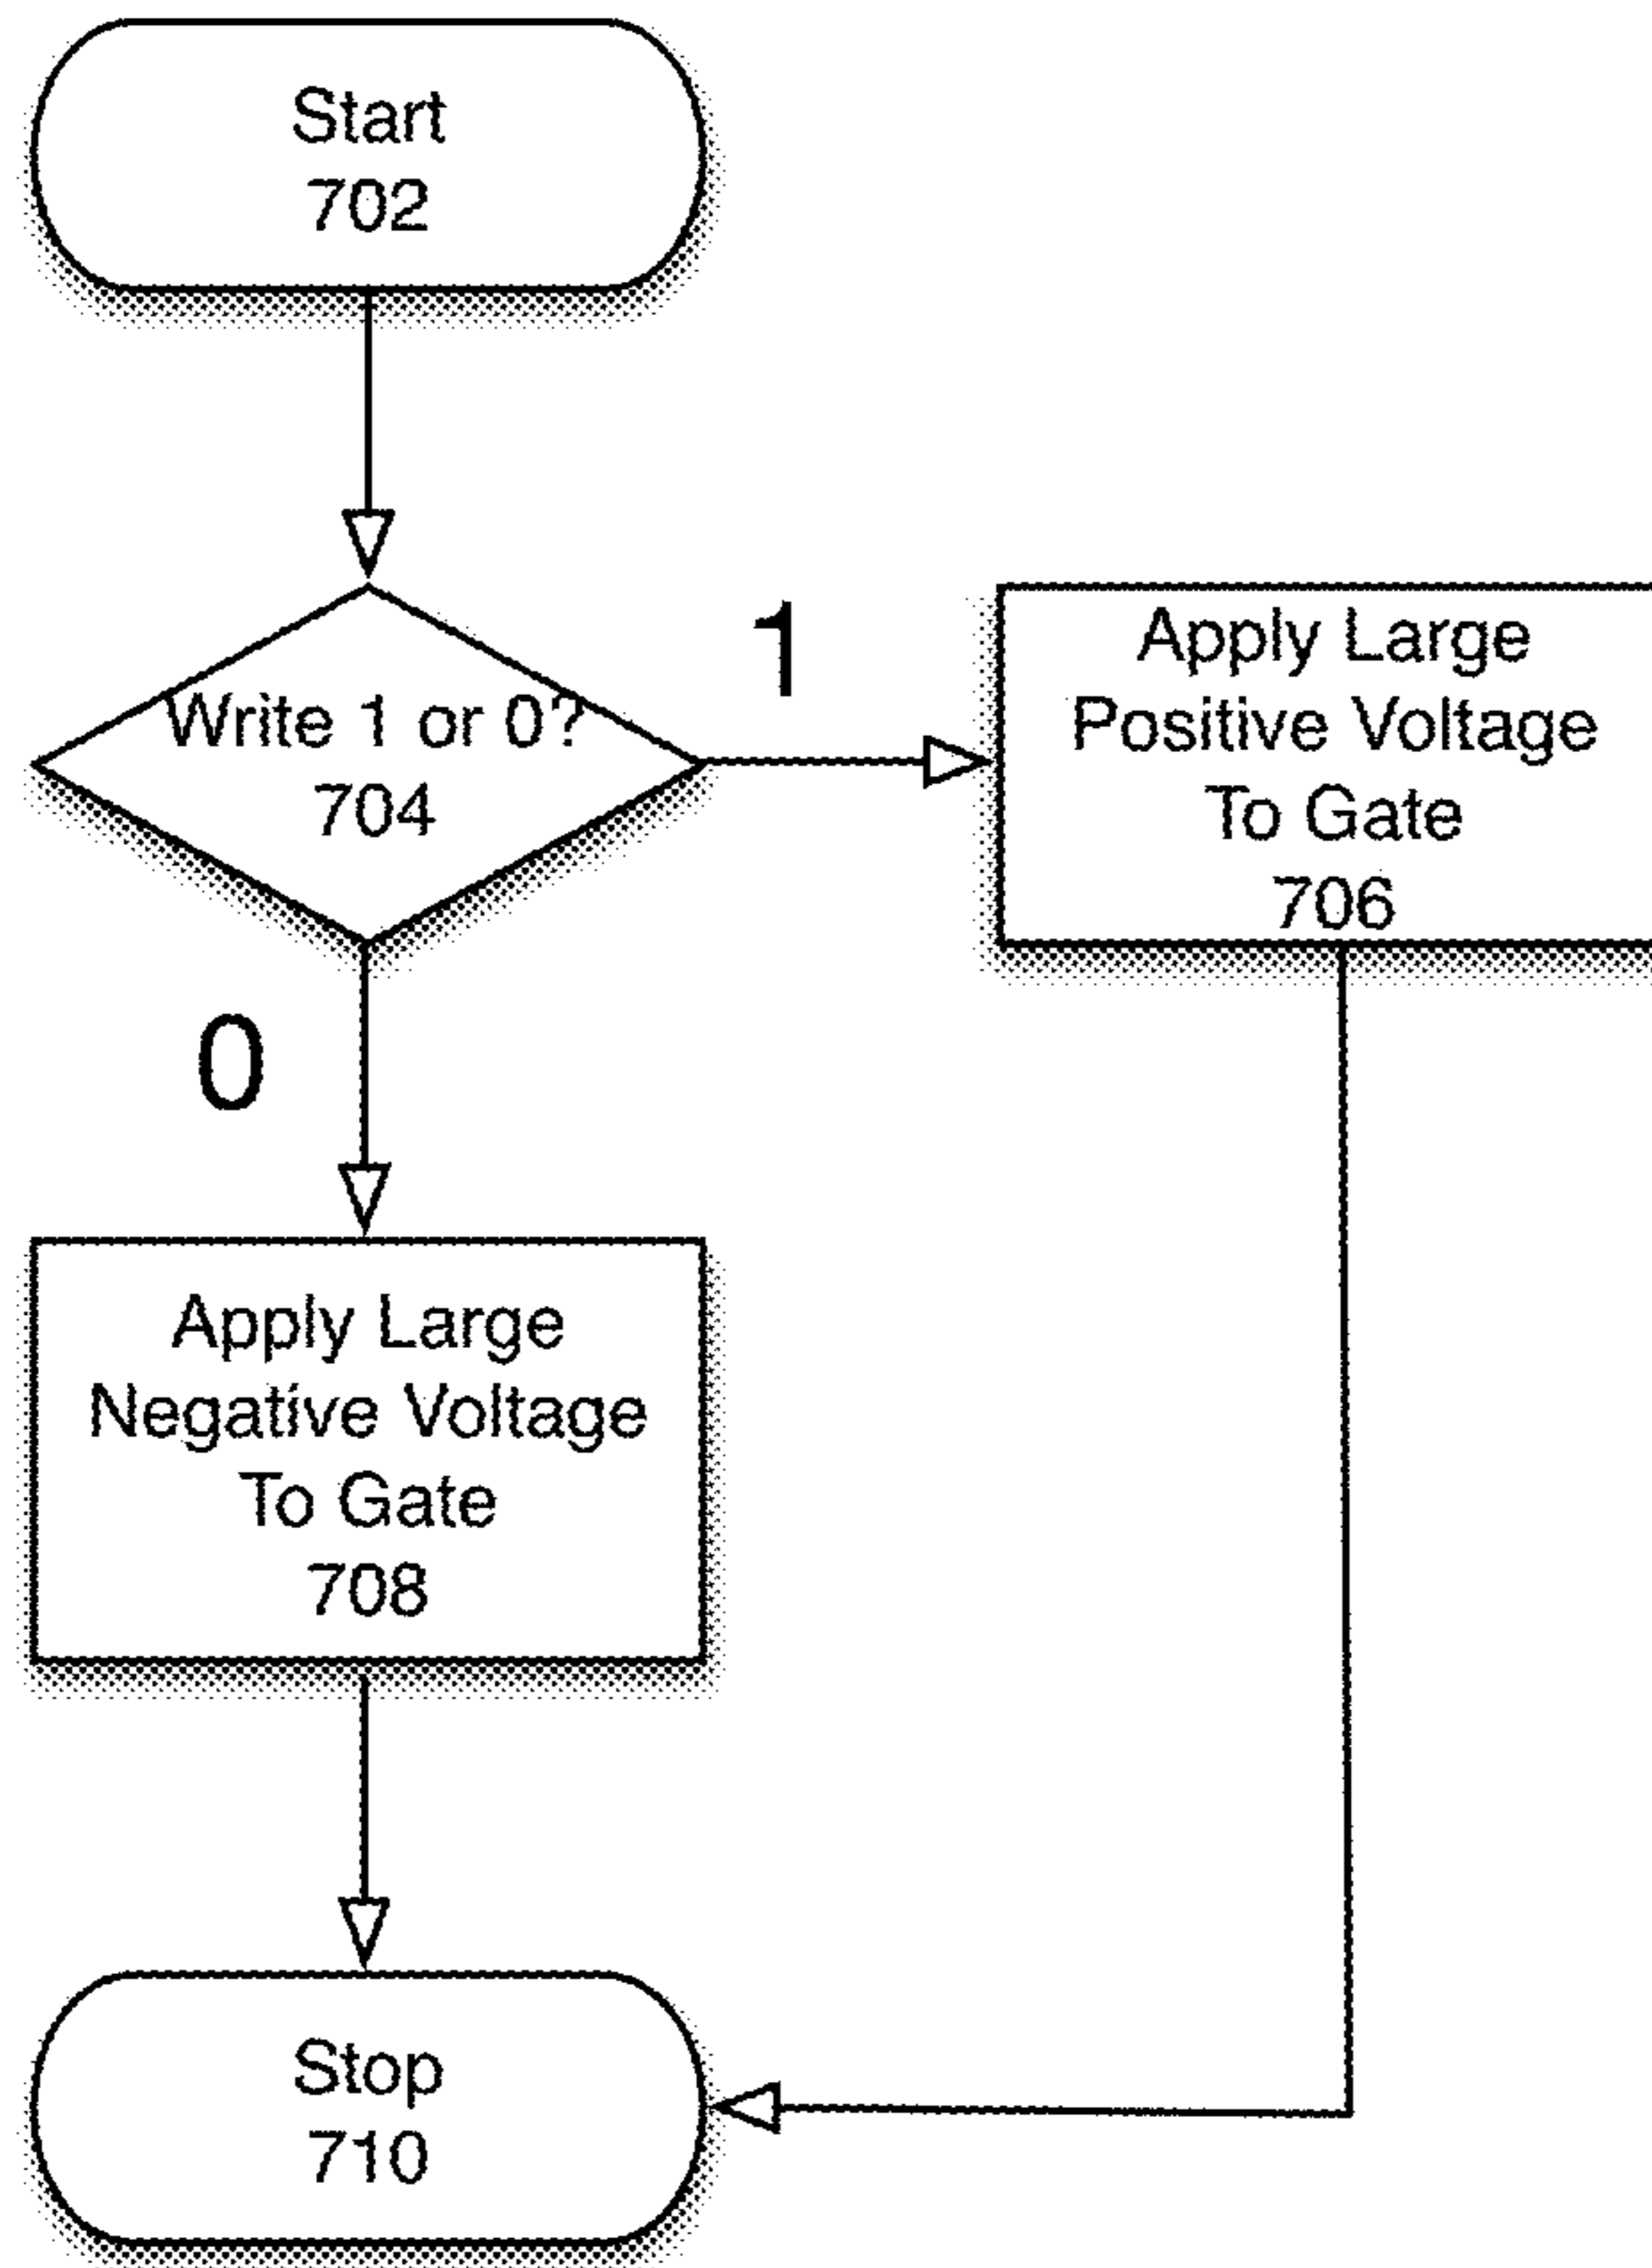 Start
702
Write 1 or 0?
704
1
Apply Large
Positive Voltage
To Gate
706
0
Apply Large
Negative Voltage
To Gate
708
Stop
710